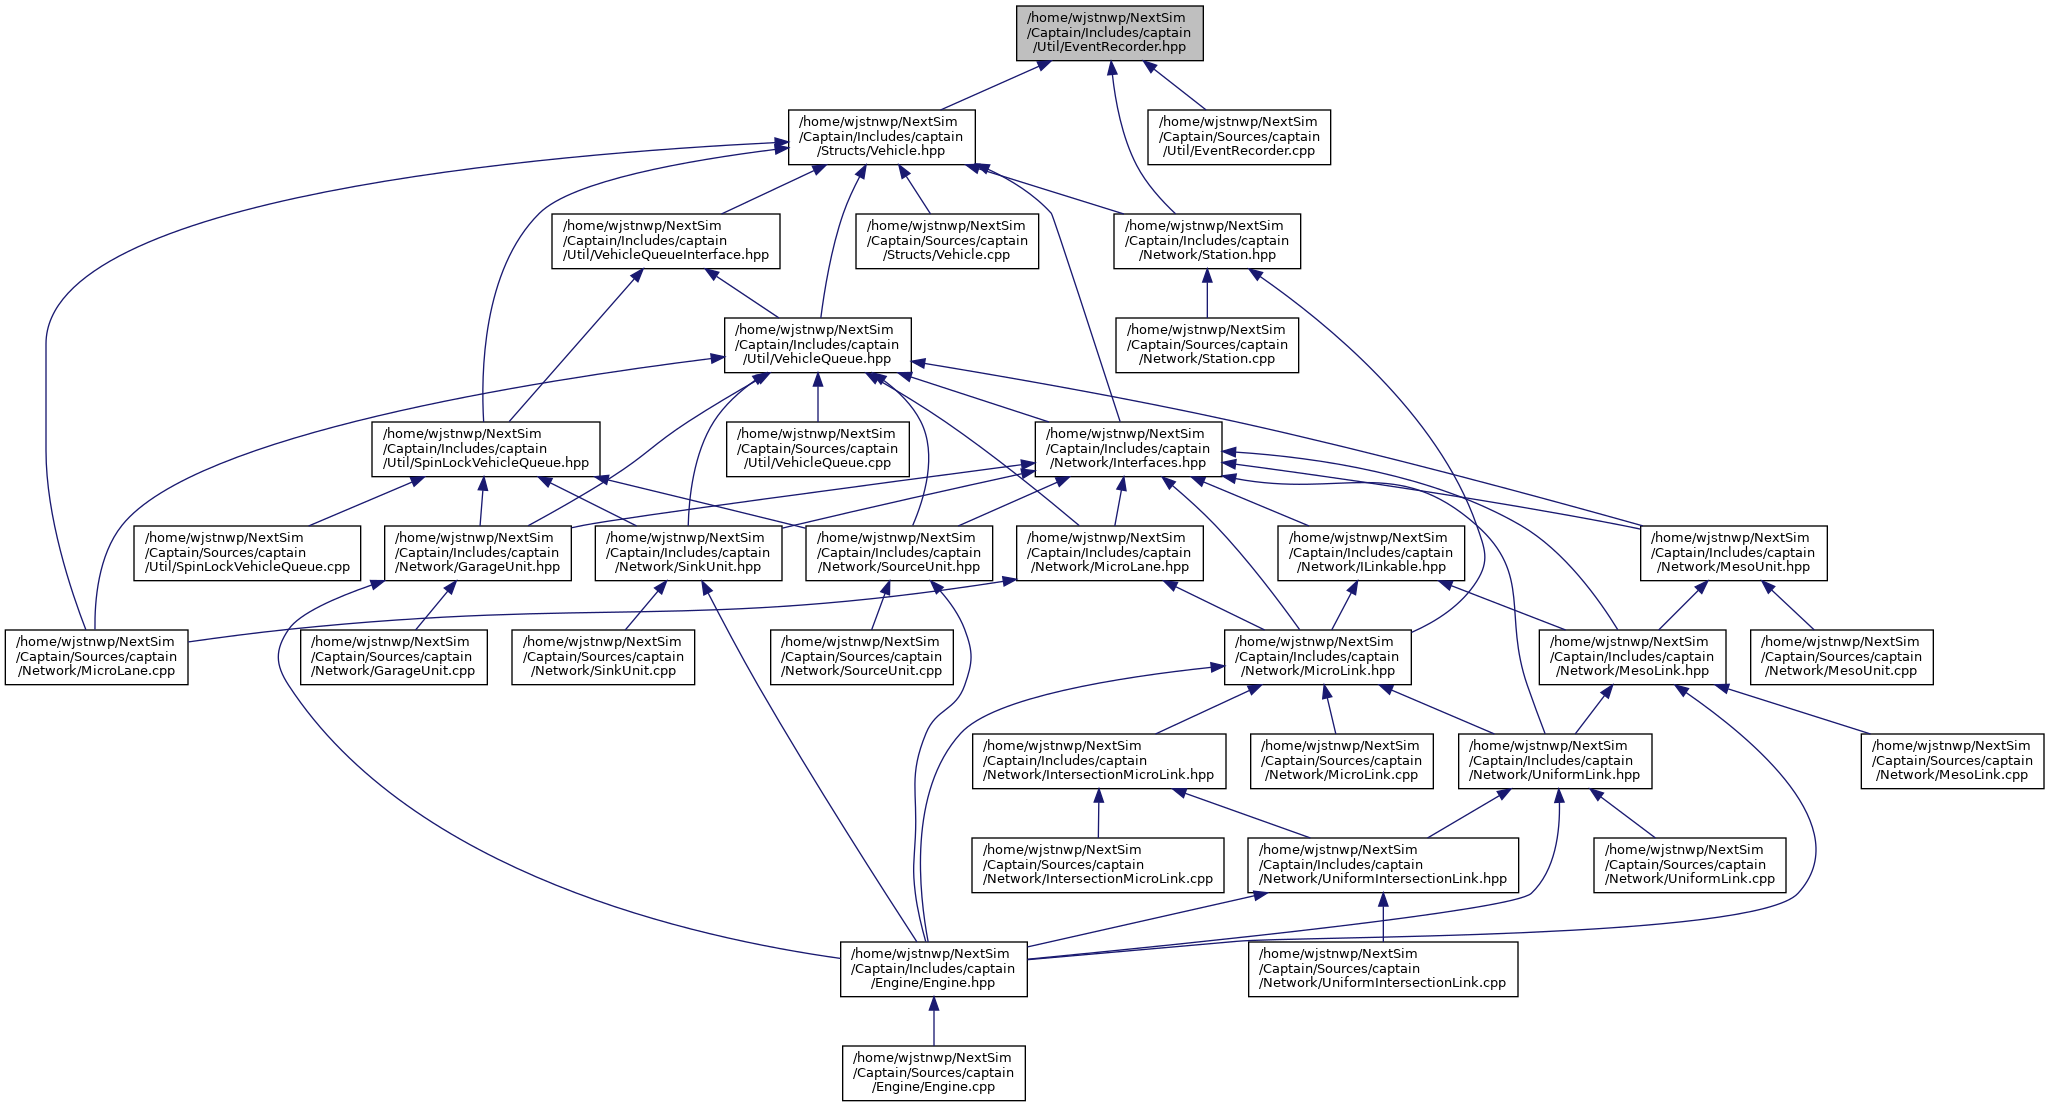 /home/wjstnwp/NextSim
/Captain/Includes/captain
/Util/EventRecorder.hpp
/home/wjstnwp/NextSim
/Captain/Includes/captain
/Structs/Vehicle.hpp
/home/wjstnwp/NextSim
/Captain/Sources/captain
/Util/EventRecorder.cpp
/home/wjstnwp/NextSim
/Captain/Includes/captain
/Util/VehicleQueueInterface.hpp
/home/wjstnwp/NextSim
/Captain/Sources/captain
/Structs/Vehicle.cpp
/home/wjstnwp/NextSim
/Captain/Includes/captain
/Network/Station.hpp
/home/wjstnwp/NextSim
/Captain/Includes/captain
/Util/VehicleQueue.hpp
/home/wjstnwp/NextSim
/Captain/Sources/captain
/Network/Station.cpp
/home/wjstnwp/NextSim
/Captain/Includes/captain
/Util/SpinLockVehicleQueue.hpp
/home/wjstnwp/NextSim
/Captain/Sources/captain
/Util/VehicleQueue.cpp
/home/wjstnwp/NextSim
/Captain/Includes/captain
/Network/Interfaces.hpp
/home/wjstnwp/NextSim
/Captain/Sources/captain
/Util/SpinLockVehicleQueue.cpp
/home/wjstnwp/NextSim
/Captain/Includes/captain
/Network/GarageUnit.hpp
/home/wjstnwp/NextSim
/Captain/Includes/captain
/Network/SinkUnit.hpp
/home/wjstnwp/NextSim
/Captain/Includes/captain
/Network/SourceUnit.hpp
/home/wjstnwp/NextSim
/Captain/Includes/captain
/Network/MicroLane.hpp
/home/wjstnwp/NextSim
/Captain/Includes/captain
/Network/ILinkable.hpp
/home/wjstnwp/NextSim
/Captain/Includes/captain
/Network/MesoUnit.hpp
/home/wjstnwp/NextSim
/Captain/Sources/captain
/Network/MicroLane.cpp
/home/wjstnwp/NextSim
/Captain/Sources/captain
/Network/GarageUnit.cpp
/home/wjstnwp/NextSim
/Captain/Sources/captain
/Network/SinkUnit.cpp
/home/wjstnwp/NextSim
/Captain/Sources/captain
/Network/SourceUnit.cpp
/home/wjstnwp/NextSim
/Captain/Includes/captain
/Network/MicroLink.hpp
/home/wjstnwp/NextSim
/Captain/Includes/captain
/Network/MesoLink.hpp
/home/wjstnwp/NextSim
/Captain/Sources/captain
/Network/MesoUnit.cpp
/home/wjstnwp/NextSim
/Captain/Includes/captain
/Network/IntersectionMicroLink.hpp
/home/wjstnwp/NextSim
/Captain/Sources/captain
/Network/MicroLink.cpp
/home/wjstnwp/NextSim
/Captain/Includes/captain
/Network/UniformLink.hpp
/home/wjstnwp/NextSim
/Captain/Sources/captain
/Network/MesoLink.cpp
/home/wjstnwp/NextSim
/Captain/Sources/captain
/Network/IntersectionMicroLink.cpp
/home/wjstnwp/NextSim
/Captain/Includes/captain
/Network/UniformIntersectionLink.hpp
/home/wjstnwp/NextSim
/Captain/Sources/captain
/Network/UniformLink.cpp
/home/wjstnwp/NextSim
/Captain/Includes/captain
/Engine/Engine.hpp
/home/wjstnwp/NextSim
/Captain/Sources/captain
/Network/UniformIntersectionLink.cpp
/home/wjstnwp/NextSim
/Captain/Sources/captain
/Engine/Engine.cpp